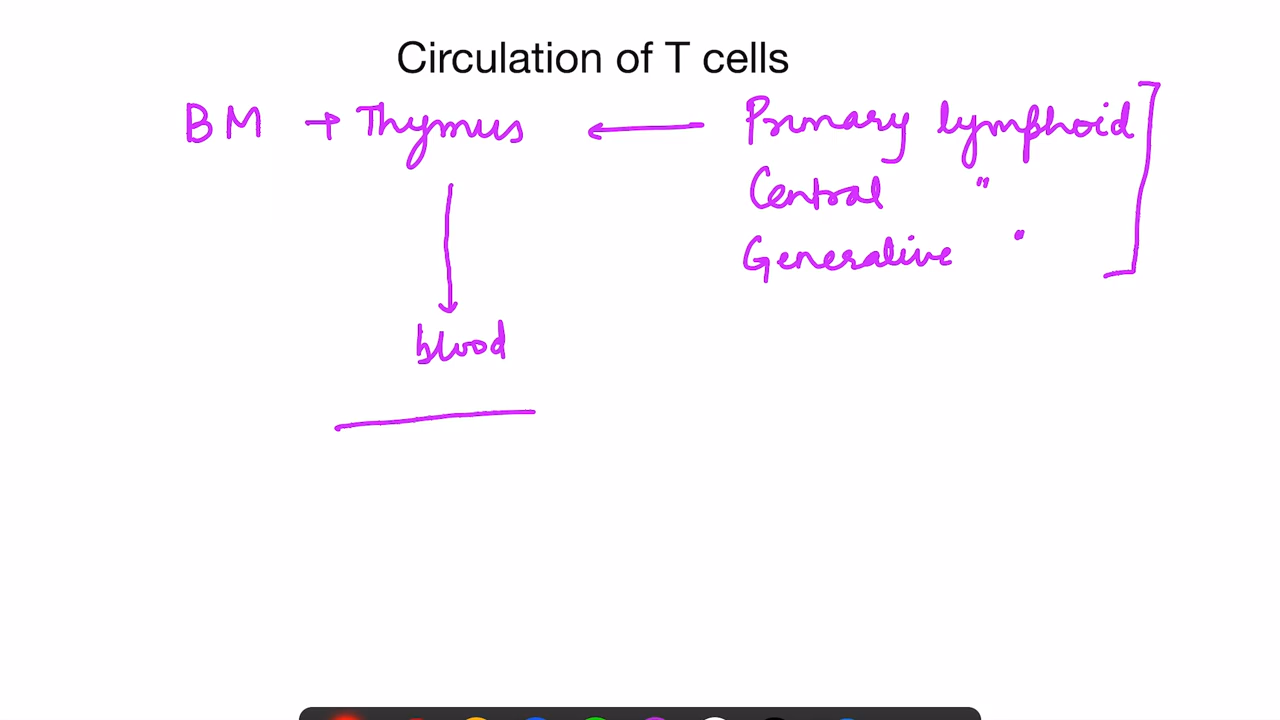 Circulation of T cells
BM → Thymus ← Primary lymphoid
Central "
Generative "
blood